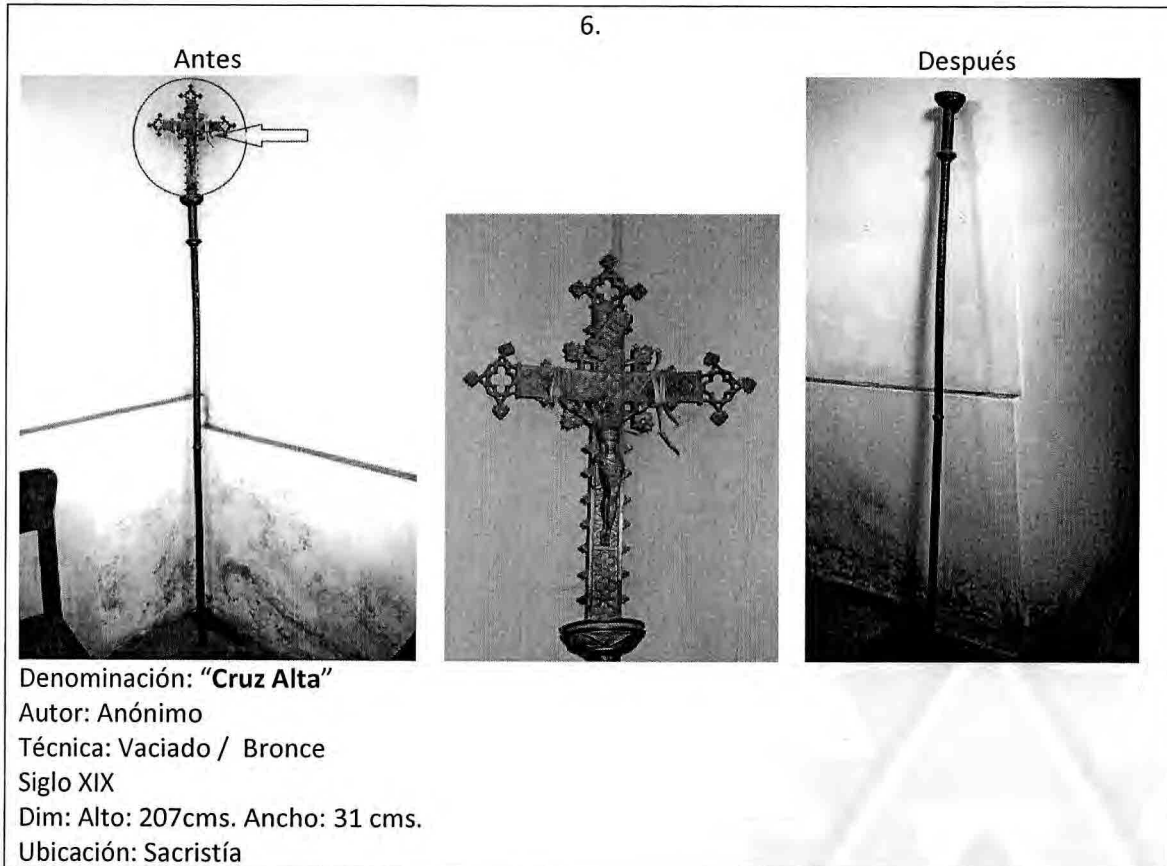 6.
Antes
Después
Denominación: “Cruz Alta”
Autor: Anónimo
Técnica: Vaciado / Bronce
Siglo XIX
Dim: Alto: 207cms. Ancho: 31 cms.
Ubicación: Sacristía